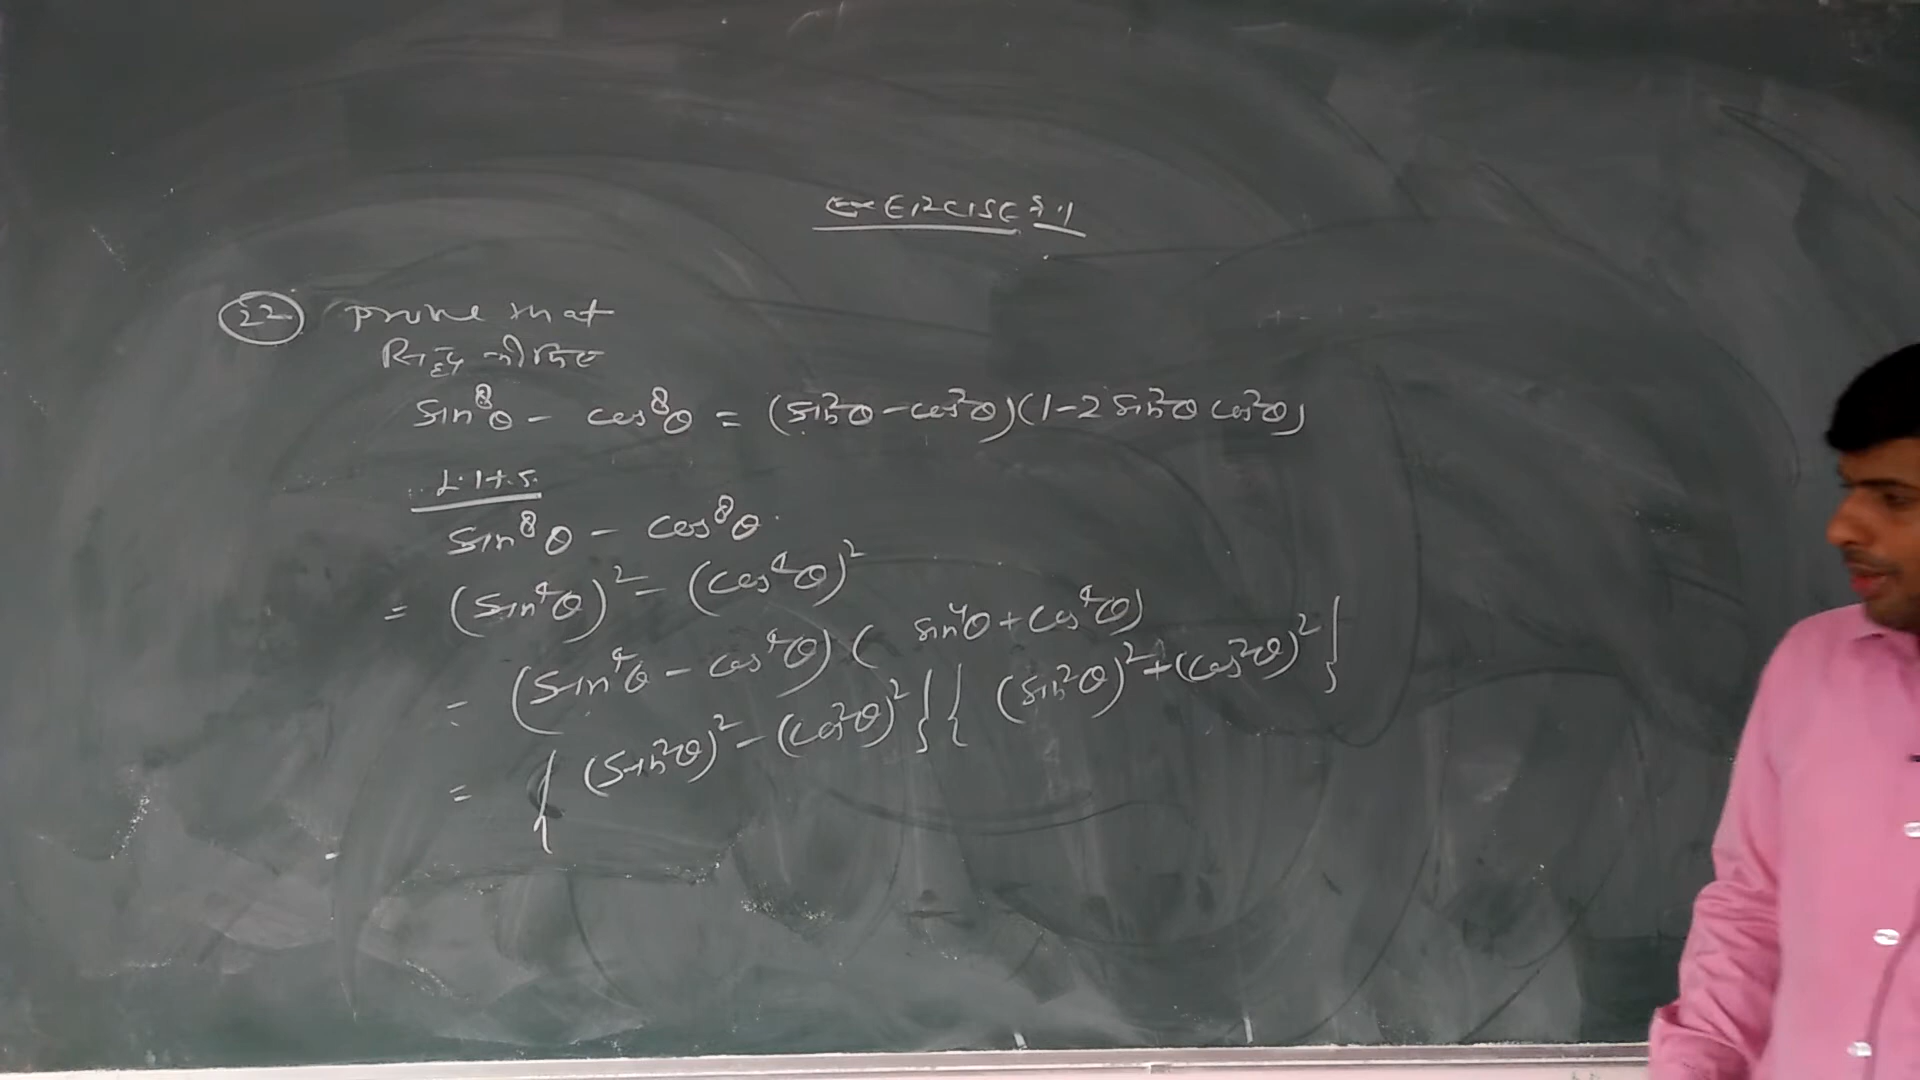 EXERCISE 8.1
22 prove that
सिद्ध कीजिए
sin⁸θ - cos⁸θ = (sin²θ - cos²θ)(1-2 sin²θ cos²θ)
L.H.S.
sin⁸θ - cos⁸θ
= (sin⁴θ)² - (cos⁴θ)²
= (sin⁴θ - cos⁴θ) ( sin⁴θ + cos⁴θ)
= { (sin²θ)² - (cos²θ)² } { (sin²θ)² + (cos²θ)² }